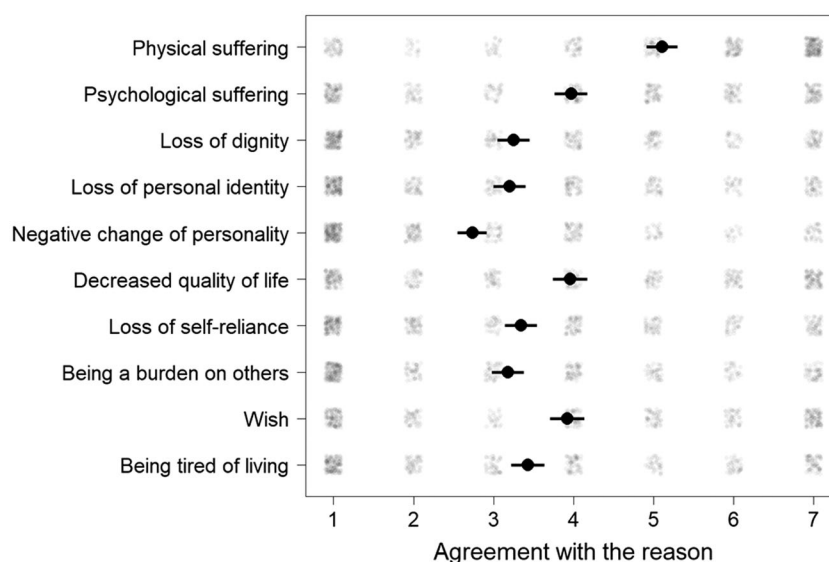 Physical suffering
Psychological suffering
Loss of dignity
Loss of personal identity
Negative change of personality
Decreased quality of life
Loss of self-reliance
Being a burden on others
Wish
Being tired of living
1 2 3 4 5 6 7
Agreement with the reason